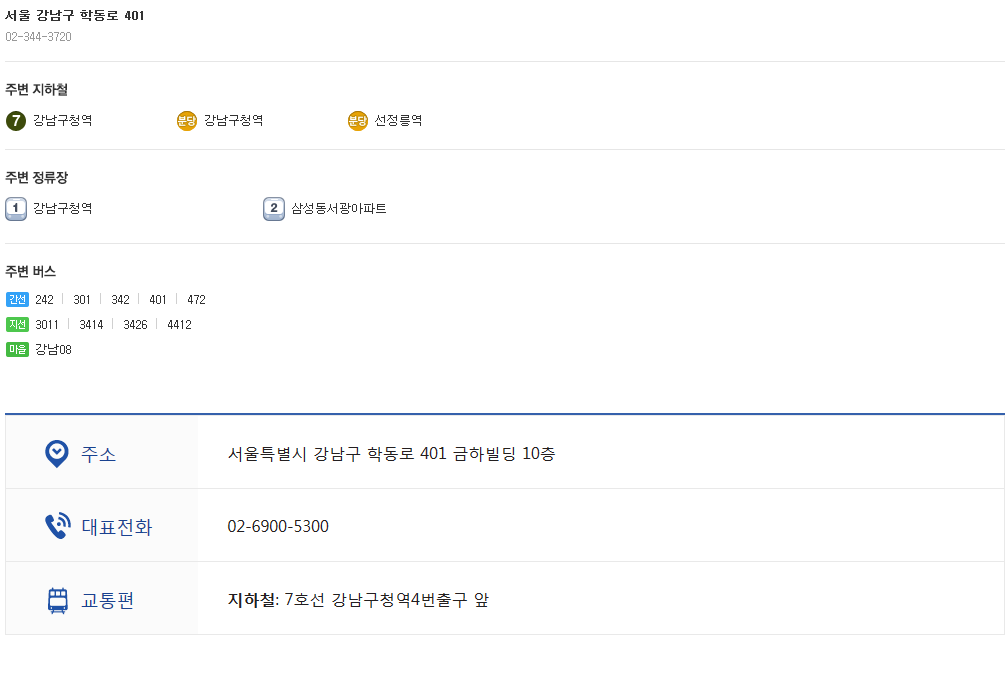 서울 강남구 학동로 401
02-344-3720
주변 지하철
7 강남구청역 분당 강남구청역 분당 선정릉역
주변 정류장
1 강남구청역 2 삼성동서광아파트
주변 버스
간선 242 301 342 401 472
지선 3011 3414 3426 4412
마을 강남08
주소 서울특별시 강남구 학동로 401 금하빌딩 10층
대표전화 02-6900-5300
교통편 지하철: 7호선 강남구청역4번출구 앞